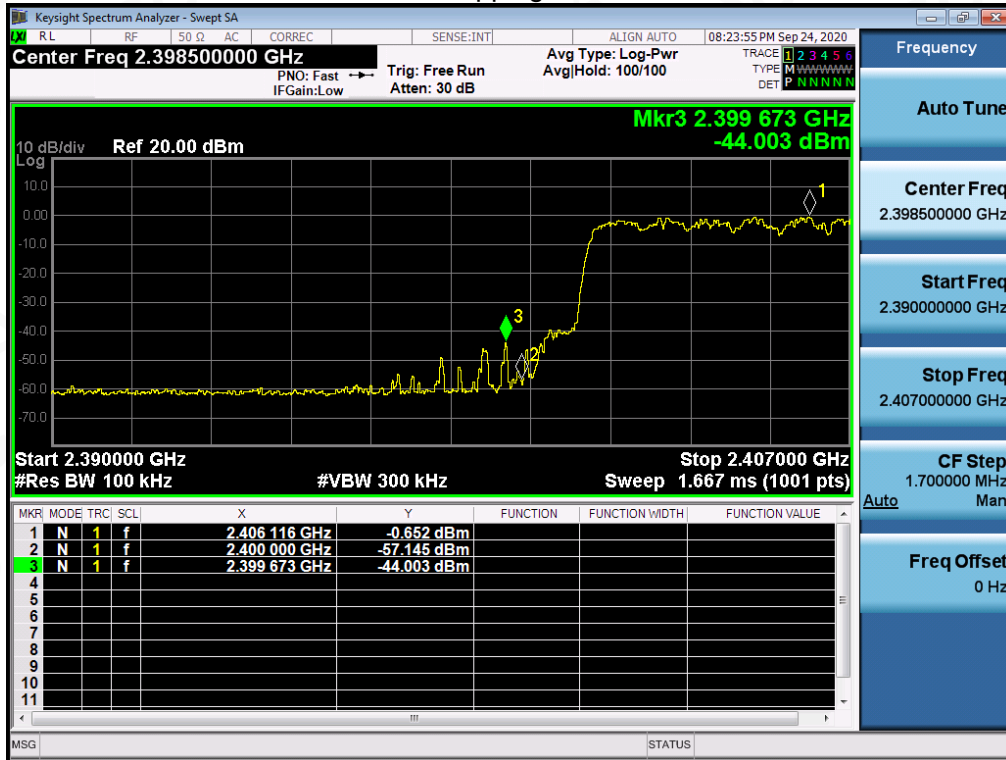 Keysight Spectrum Analyzer - Swept SA
LXI RL RF 50 Ω AC CORREC SENSE:INT ALIGN AUTO 08:23:55 PM Sep 24, 2020
Center Freq 2.398500000 GHz
PNO: Fast
IFGain:Low
Trig: Free Run
Atten: 30 dB
Avg Type: Log-Pwr
Avg|Hold: 100/100
TRACE 1 2 3 4 5 6
TYPE M WWWWW
DET P N N N N N
Mkr3 2.399 673 GHz
-44.003 dBm
10 dB/div Ref 20.00 dBm
Log
10.0
0.00
-10.0
-20.0
-30.0
-40.0
-50.0
-60.0
-70.0
1
3
2
Start 2.390000 GHz Stop 2.407000 GHz
#Res BW 100 kHz #VBW 300 kHz Sweep 1.667 ms (1001 pts)
MKR MODE TRC SCL X Y FUNCTION FUNCTION WIDTH FUNCTION VALUE
1 N 1 f 2.406 116 GHz -0.652 dBm
2 N 1 f 2.400 000 GHz -57.145 dBm
3 N 1 f 2.399 673 GHz -44.003 dBm
4
5
6
7
8
9
10
11
MSG STATUS
Frequency
Auto Tune
Center Freq
2.398500000 GHz
Start Freq
2.390000000 GHz
Stop Freq
2.407000000 GHz
CF Step
1.700000 MHz
Auto Man
Freq Offset
0 Hz